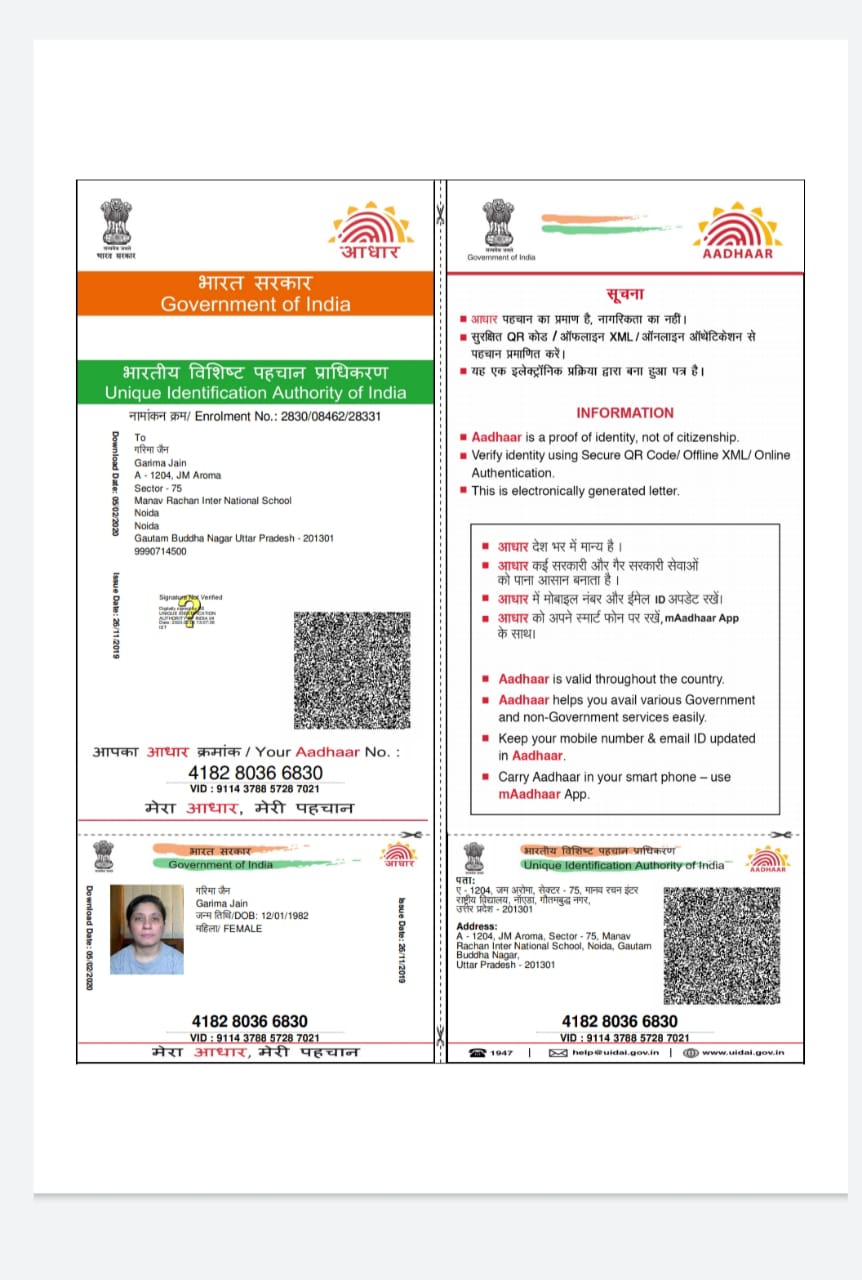 भारत सरकार
आधार
भारत सरकार
Government of India
भारतीय विशिष्ट पहचान प्राधिकरण
Unique Identification Authority of India
नामांकन क्रम/ Enrolment No.: 2830/08462/28331
Download Date: 05/02/2020
To
गरिमा जैन
Garima Jain
A - 1204, JM Aroma
Sector - 75
Manav Rachan Inter National School
Noida
Noida
Gautam Buddha Nagar Uttar Pradesh - 201301
9990714500
Issue Date: 26/11/2019
Signature Not Verified
आपका आधार क्रमांक / Your Aadhaar No. :
4182 8036 6830
VID : 9114 3788 5728 7021
मेरा आधार, मेरी पहचान
Government of India
AADHAAR
सूचना
■ आधार पहचान का प्रमाण है, नागरिकता का नहीं।
■ सुरक्षित QR कोड / ऑफलाइन XML / ऑनलाइन ऑथेंटिकेशन से
पहचान प्रमाणित करें।
■ यह एक इलेक्ट्रॉनिक प्रक्रिया द्वारा बना हुआ पत्र है।
INFORMATION
■ Aadhaar is a proof of identity, not of citizenship.
■ Verify identity using Secure QR Code/ Offline XML/ Online
Authentication.
■ This is electronically generated letter.
■ आधार देश भर में मान्य है ।
■ आधार कई सरकारी और गैर सरकारी सेवाओं
को पाना आसान बनाता है ।
■ आधार में मोबाइल नंबर और ईमेल ID अपडेट रखें।
■ आधार को अपने स्मार्ट फोन पर रखें, mAadhaar App
के साथ।
■ Aadhaar is valid throughout the country.
■ Aadhaar helps you avail various Government
and non-Government services easily.
■ Keep your mobile number & email ID updated
in Aadhaar.
■ Carry Aadhaar in your smart phone – use
mAadhaar App.
भारत सरकार
Government of India
आधार
Download Date: 05/02/2020
गरिमा जैन
Garima Jain
जन्म तिथि/DOB: 12/01/1982
महिला/ FEMALE
Issue Date: 26/11/2019
4182 8036 6830
VID : 9114 3788 5728 7021
मेरा आधार, मेरी पहचान
भारतीय विशिष्ट पहचान प्राधिकरण
Unique Identification Authority of India
AADHAAR
पता:
ए - 1204, जम अरोमा, सेक्टर - 75, मानव रचन इंटर
राष्ट्रीय विद्यालय, नोएडा, गौतमबुद्ध नगर,
उत्तर प्रदेश - 201301
Address:
A - 1204, JM Aroma, Sector - 75, Manav
Rachan Inter National School, Noida, Gautam
Buddha Nagar,
Uttar Pradesh - 201301
4182 8036 6830
VID : 9114 3788 5728 7021
1947 | help@uidai.gov.in | www.uidai.gov.in